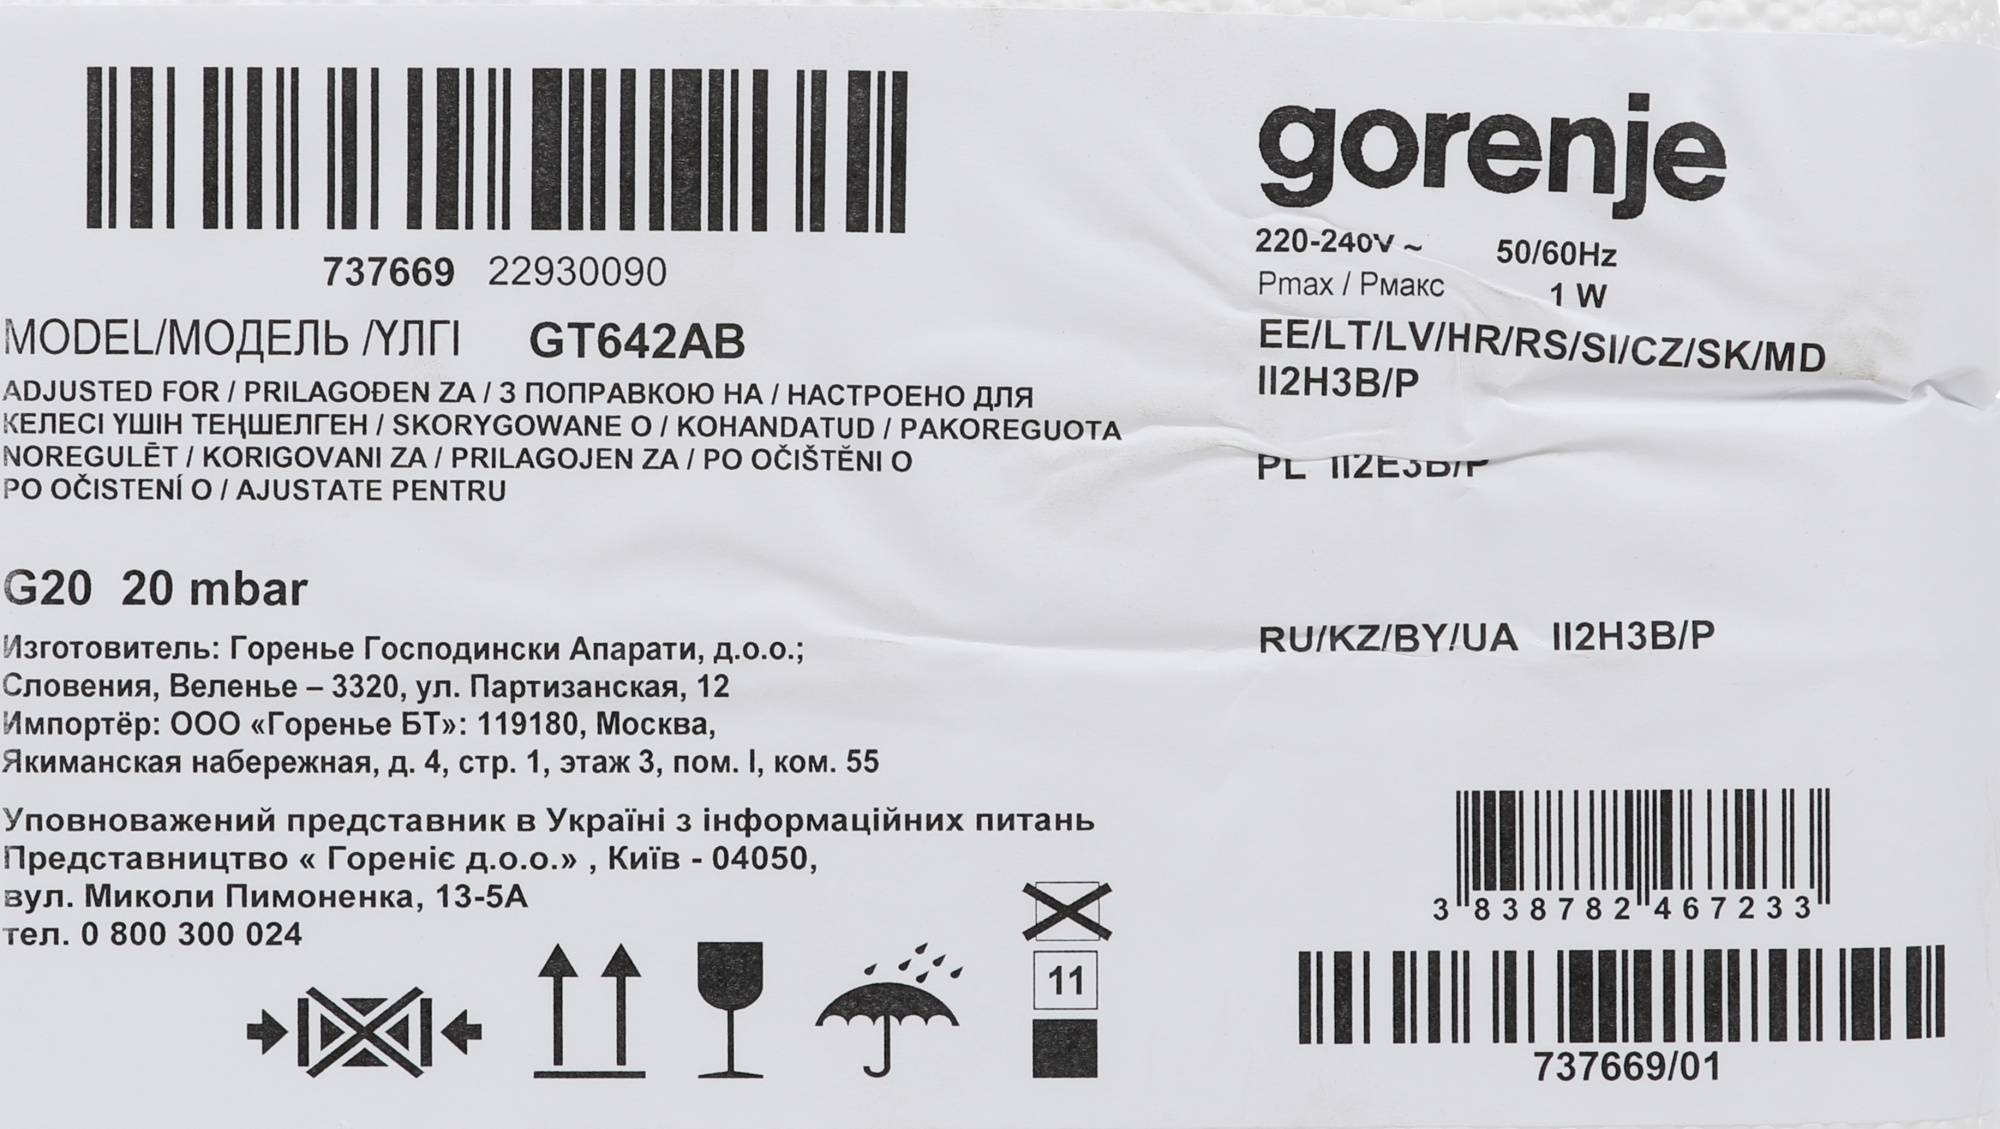 737669 22930090
MODEL/МОДЕЛЬ /ҮЛГІ GT642AB
ADJUSTED FOR / PRILAGOĐEN ZA / З ПОПРАВКОЮ НА / НАСТРОЕНО ДЛЯ
КЕЛЕСІ ҮШІН ТЕҢШЕЛГЕН / SKORYGOWANE O / KOHANDATUD / PAKOREGUOTA
NOREGULĒT / KORIGOVANI ZA / PRILAGOJEN ZA / PO OČIŠTĚNI O
PO OČISTENÍ O / AJUSTATE PENTRU
G20 20 mbar
Изготовитель: Горенье Господински Апарати, д.о.о.;
Словения, Веленье – 3320, ул. Партизанская, 12
Импортёр: ООО «Горенье БТ»: 119180, Москва,
Якиманская набережная, д. 4, стр. 1, этаж 3, пом. I, ком. 55
Уповноважений представник в Україні з інформаційних питань
Представництво « Гореніє д.о.о.» , Київ - 04050,
вул. Миколи Пимоненка, 13-5А
тел. 0 800 300 024
11
gorenje
220-240V ~ 50/60Hz
Pmax / Рмакс 1 W
EE/LT/LV/HR/RS/SI/CZ/SK/MD
II2H3B/P
PL II2E3B/P
RU/KZ/BY/UA II2H3B/P
3 838782 467233
737669/01